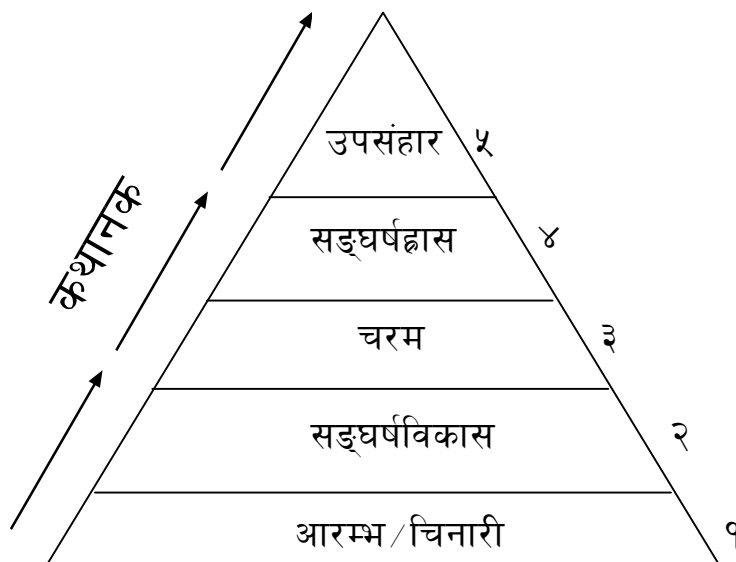 उपसंहार ५
सङ्घर्षह्रास ४
कथानक
चरम ३
सङ्घर्षविकास २
आरम्भ/चिनारी १